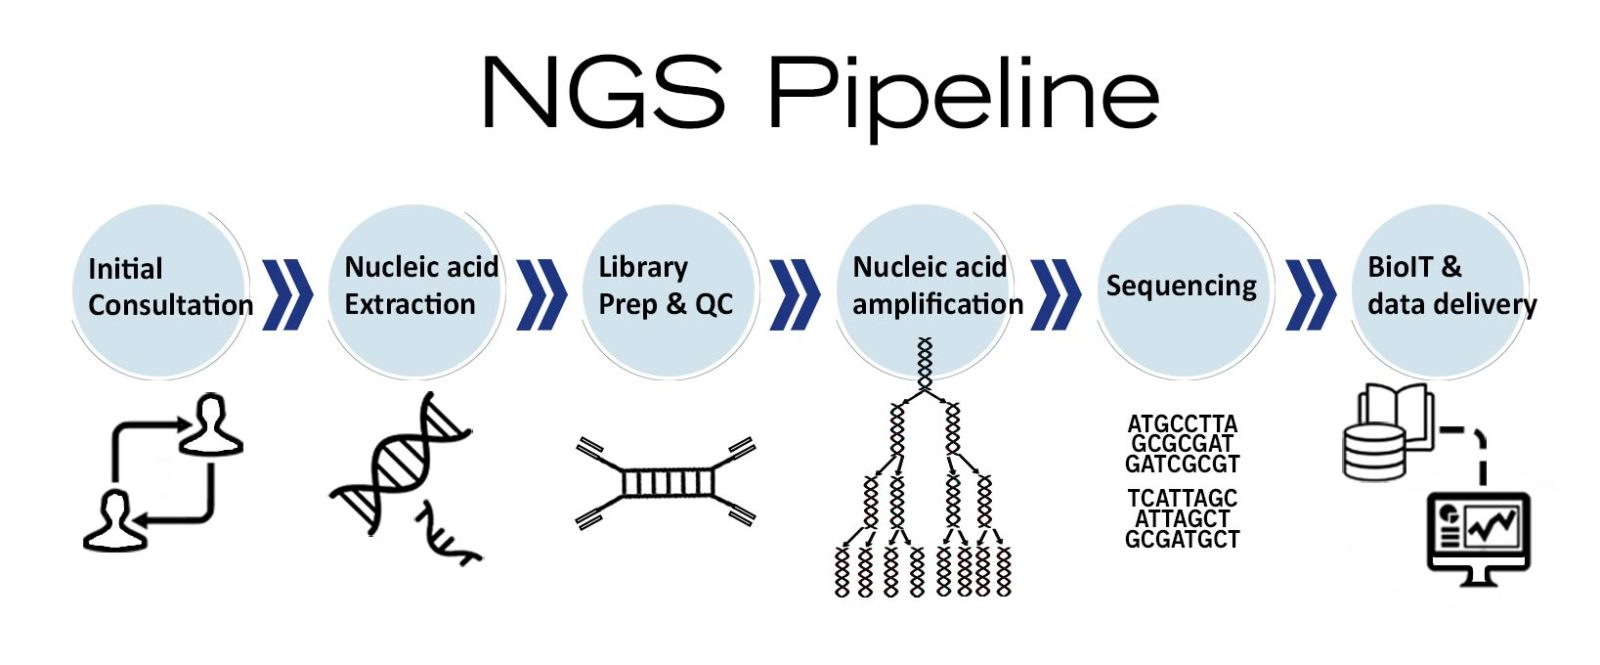 NGS Pipeline
Initial
Consultation
Nucleic acid
Extraction
Library
Prep & QC
Nucleic acid
amplification
Sequencing
BioIT &
data delivery
ATGCCTTA
GCGCGAT
GATCGCGT
TCATTAGC
ATTAGCT
GCGATGCT